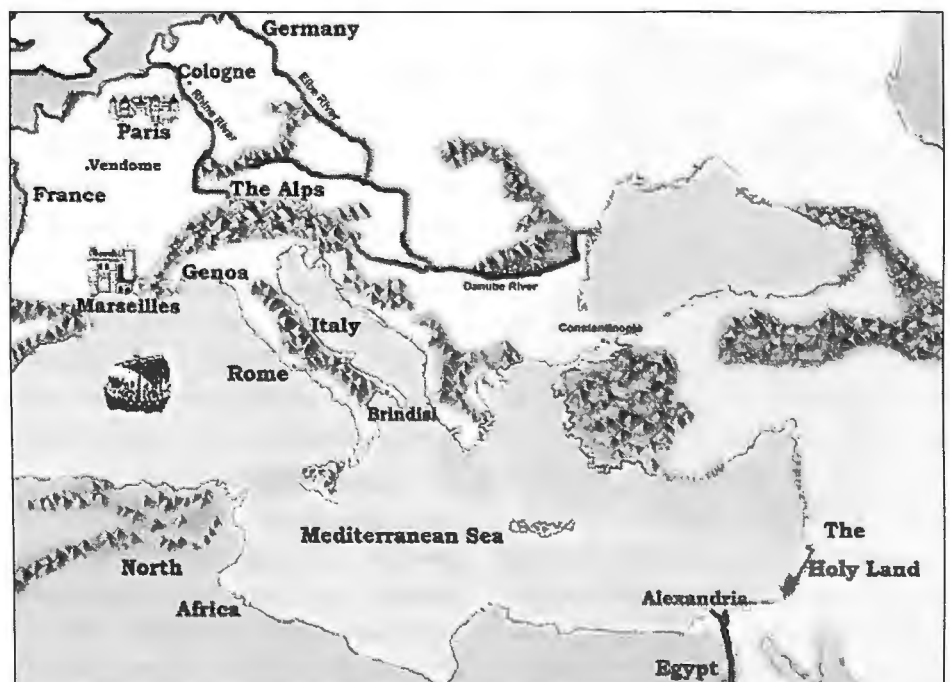 Germany
Cologne
Elbe River
Rhine River
Paris
Vendome
France
The Alps
Genoa
Marseilles
Danube River
Italy
Constantinople
Rome
Brindisi
Mediterranean Sea
The
Holy Land
North
Africa
Alexandria
Egypt